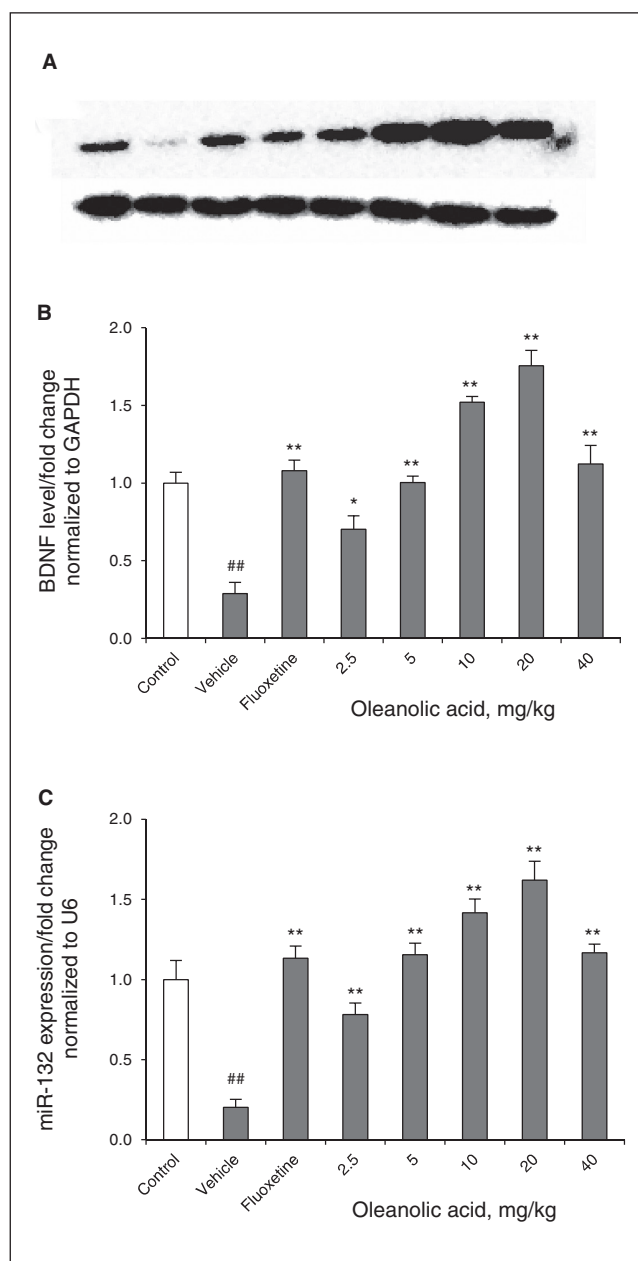 A
B
BDNF level/fold change
normalized to GAPDH
2.0
1.5
1.0
0.5
0.0
##
**
*
**
**
**
**
Control
Vehicle
Fluoxetine
2.5
5
10
20
40
Oleanolic acid, mg/kg
C
miR-132 expression/fold change
normalized to U6
2.0
1.5
1.0
0.5
0.0
##
**
**
**
**
**
**
Control
Vehicle
Fluoxetine
2.5
5
10
20
40
Oleanolic acid, mg/kg